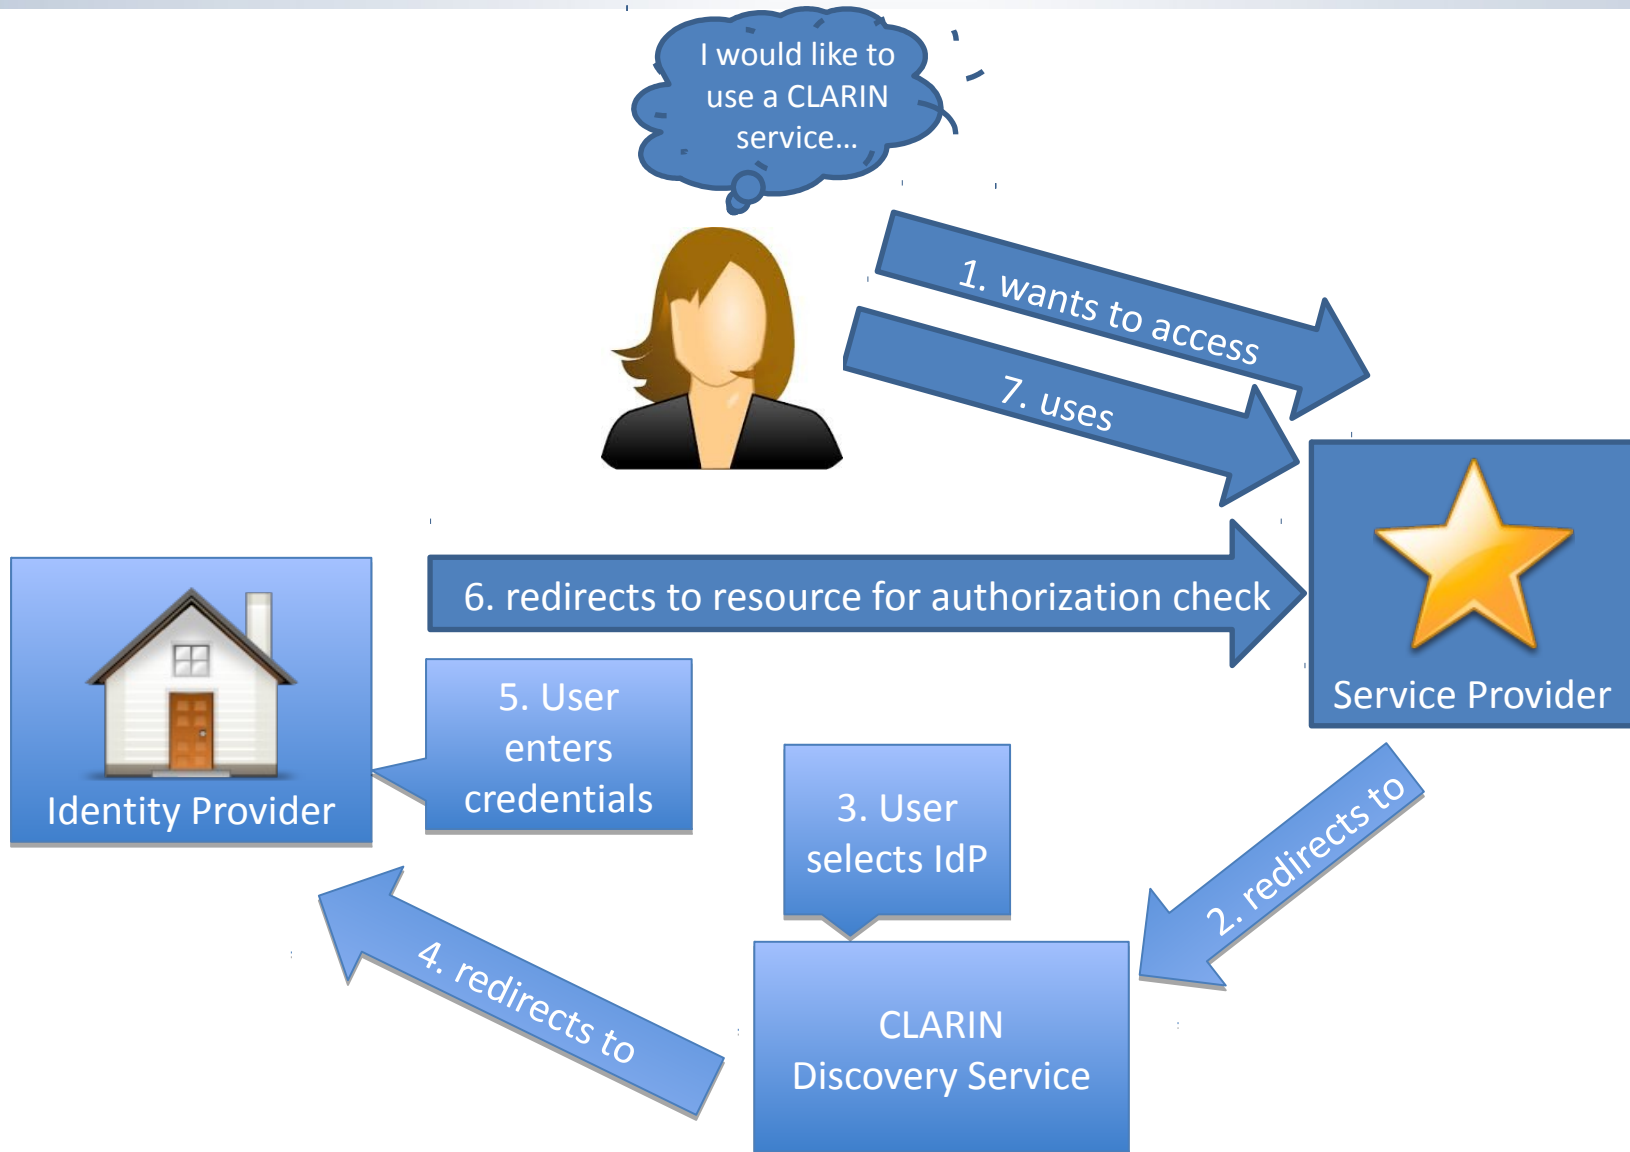 I would like to
use a CLARIN
service...
1. wants to access
7. uses
6. redirects to resource for authorization check
Service Provider
5. User
enters
credentials
Identity Provider
3. User
selects IdP
2. redirects to
4. redirects to
CLARIN
Discovery Service